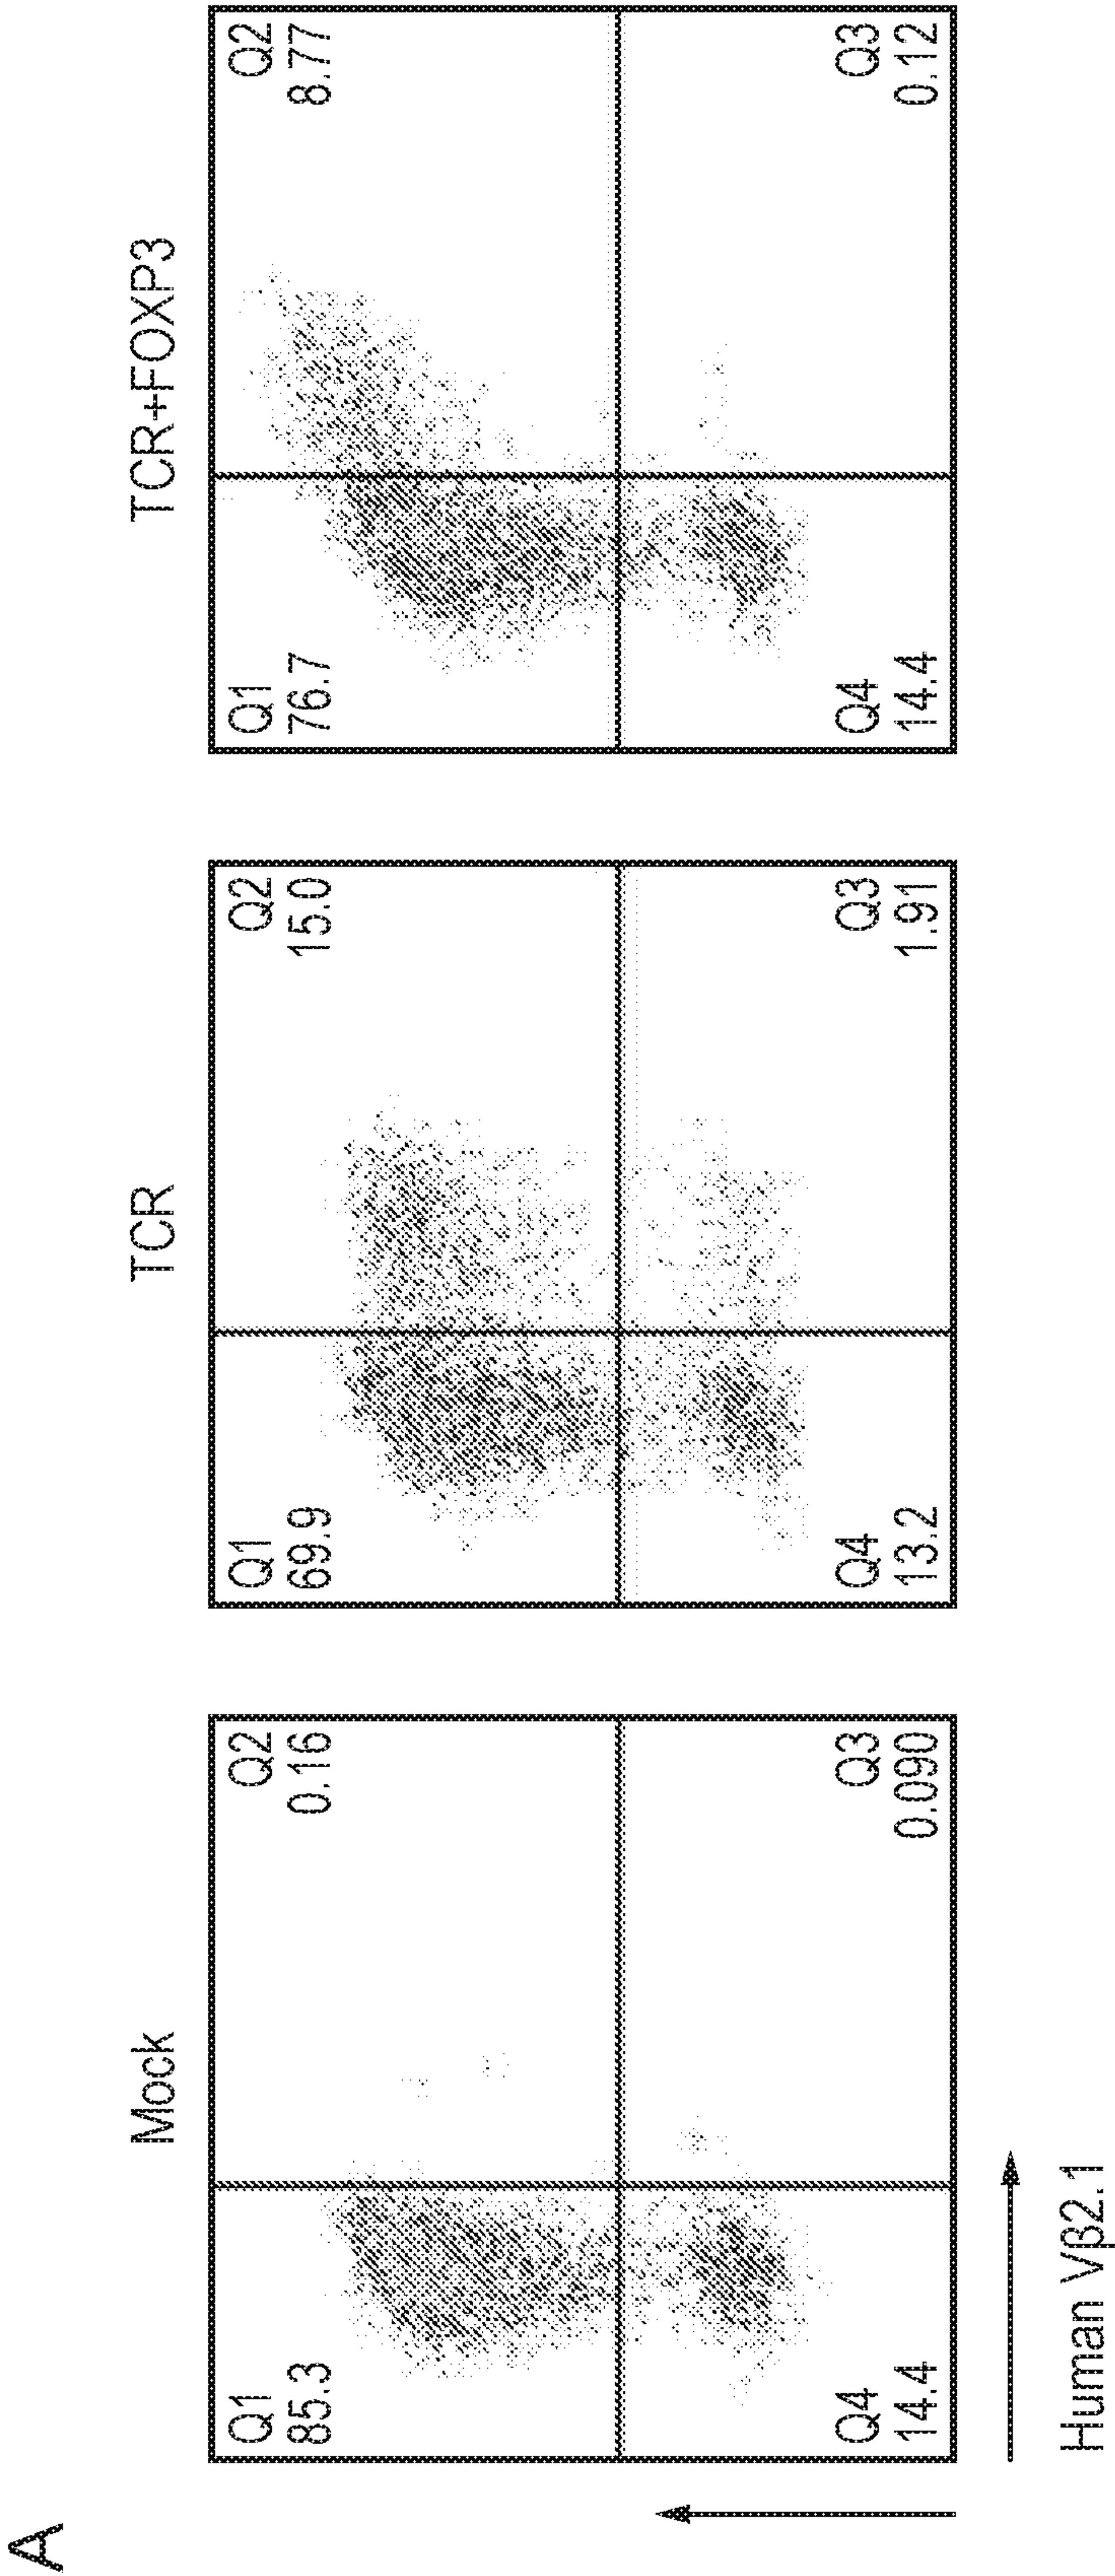 A
Mock
Q1
85.3
Q2
0.16
Q4
14.4
Q3
0.090
TCR
Q1
69.9
Q2
15.0
Q4
13.2
Q3
1.91
TCR+FOXP3
Q1
76.7
Q2
8.77
Q4
14.4
Q3
0.12
Human Vβ2.1